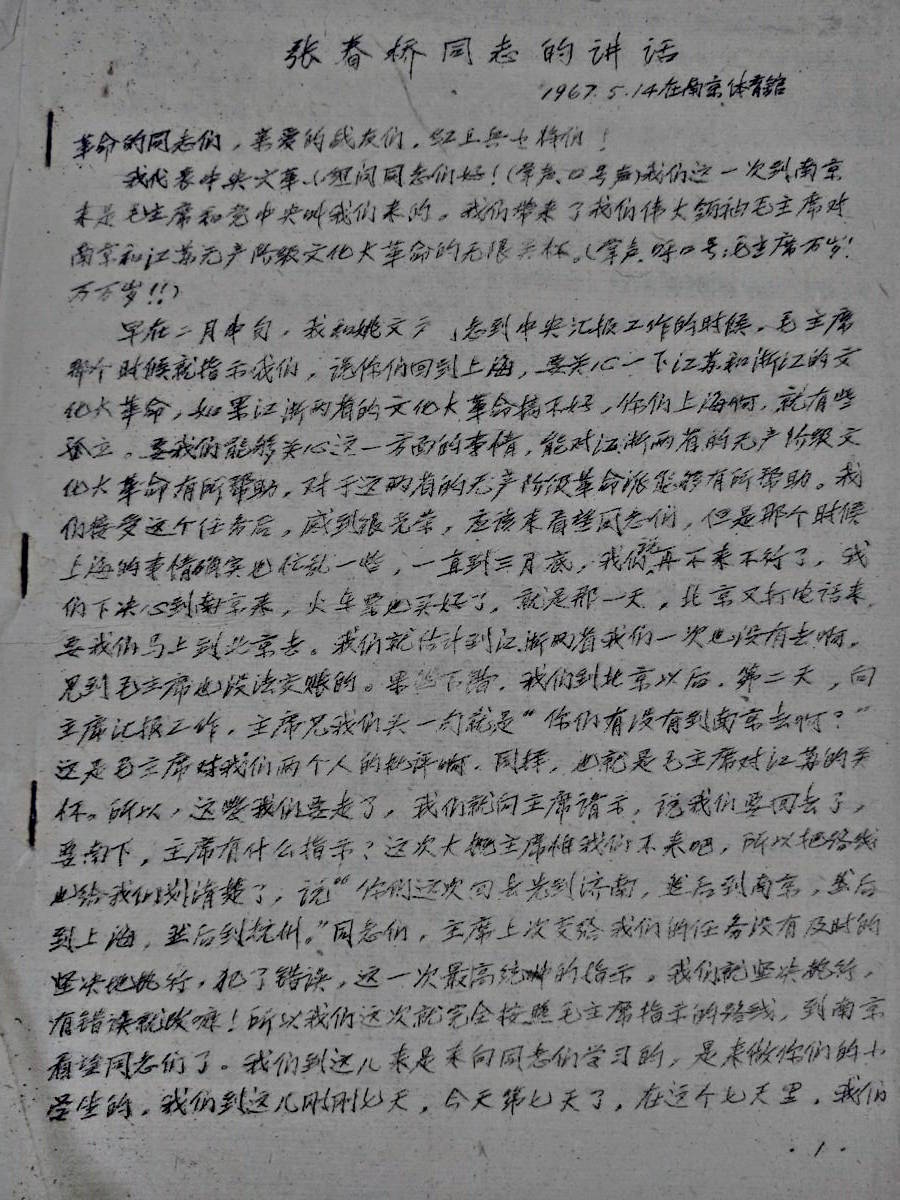 张春桥同志的讲话
1967.5.14在南京体育馆
革命的同志们，亲爱的战友们，红卫兵小将们！
我代表中央文革小组问同志们好！（掌声、口号声）我们这一次到南京
来是毛主席和党中央叫我们来的。我们带来了我们伟大领袖毛主席对
南京和江苏无产阶级文化大革命的无限关怀。（掌声，呼口号：毛主席万岁！
万万岁！！）
早在二月中旬，我和姚文元同志到中央汇报工作的时候，毛主席
那个时候就指示我们，说你们回到上海，要关心一下江苏和浙江的文
化大革命，如果江浙两省的文化大革命搞不好，你们上海啊，就有些
孤立。要我们能够关心这一方面的事情，能对江浙两省的无产阶级文
化大革命有所帮助，对于这两省的无产阶级革命派能够有所帮助。我
们接受这个任务后，感到很光荣，应该来看望同志们，但是那个时候
上海的事情确实也忙乱一些，一直到三月底，我们说再不来不行了，我
们下决心到南京来，火车票也买好了，就是那一天，北京又打电话来，
要我们马上到北京去。我们就估计到江浙两省我们一次也没有去啊，
见到毛主席也没法交账的。果然不错，我们到北京以后，第二天，向
主席汇报工作，主席见我们头一句就是“你们有没有到南京去啊？”
这是毛主席对我们两个人的批评啊，同样，也就是毛主席对江苏的关
怀。所以，这些我们要走了，我们就向主席请示，说我们要回去了，
要南下，主席有什么指示？这次大概主席怕我们不来吧，所以把路线
也给我们划清楚了，说“你们这次回去先到济南，然后到南京，然后
到上海，然后到杭州。”同志们，主席上次交给我们的任务没有及时的
坚决地执行，犯了错误，这一次最高统帅的指示，我们就坚决执行，
有错误就改嘛！所以我们这次就完全按照毛主席指示的路线，到南京
看望同志们了。我们到这儿来是来向同志们学习的，是来做你们的小
学生的，我们到这儿刚刚七天，今天第七天了，在这个七天里，我们
·1·